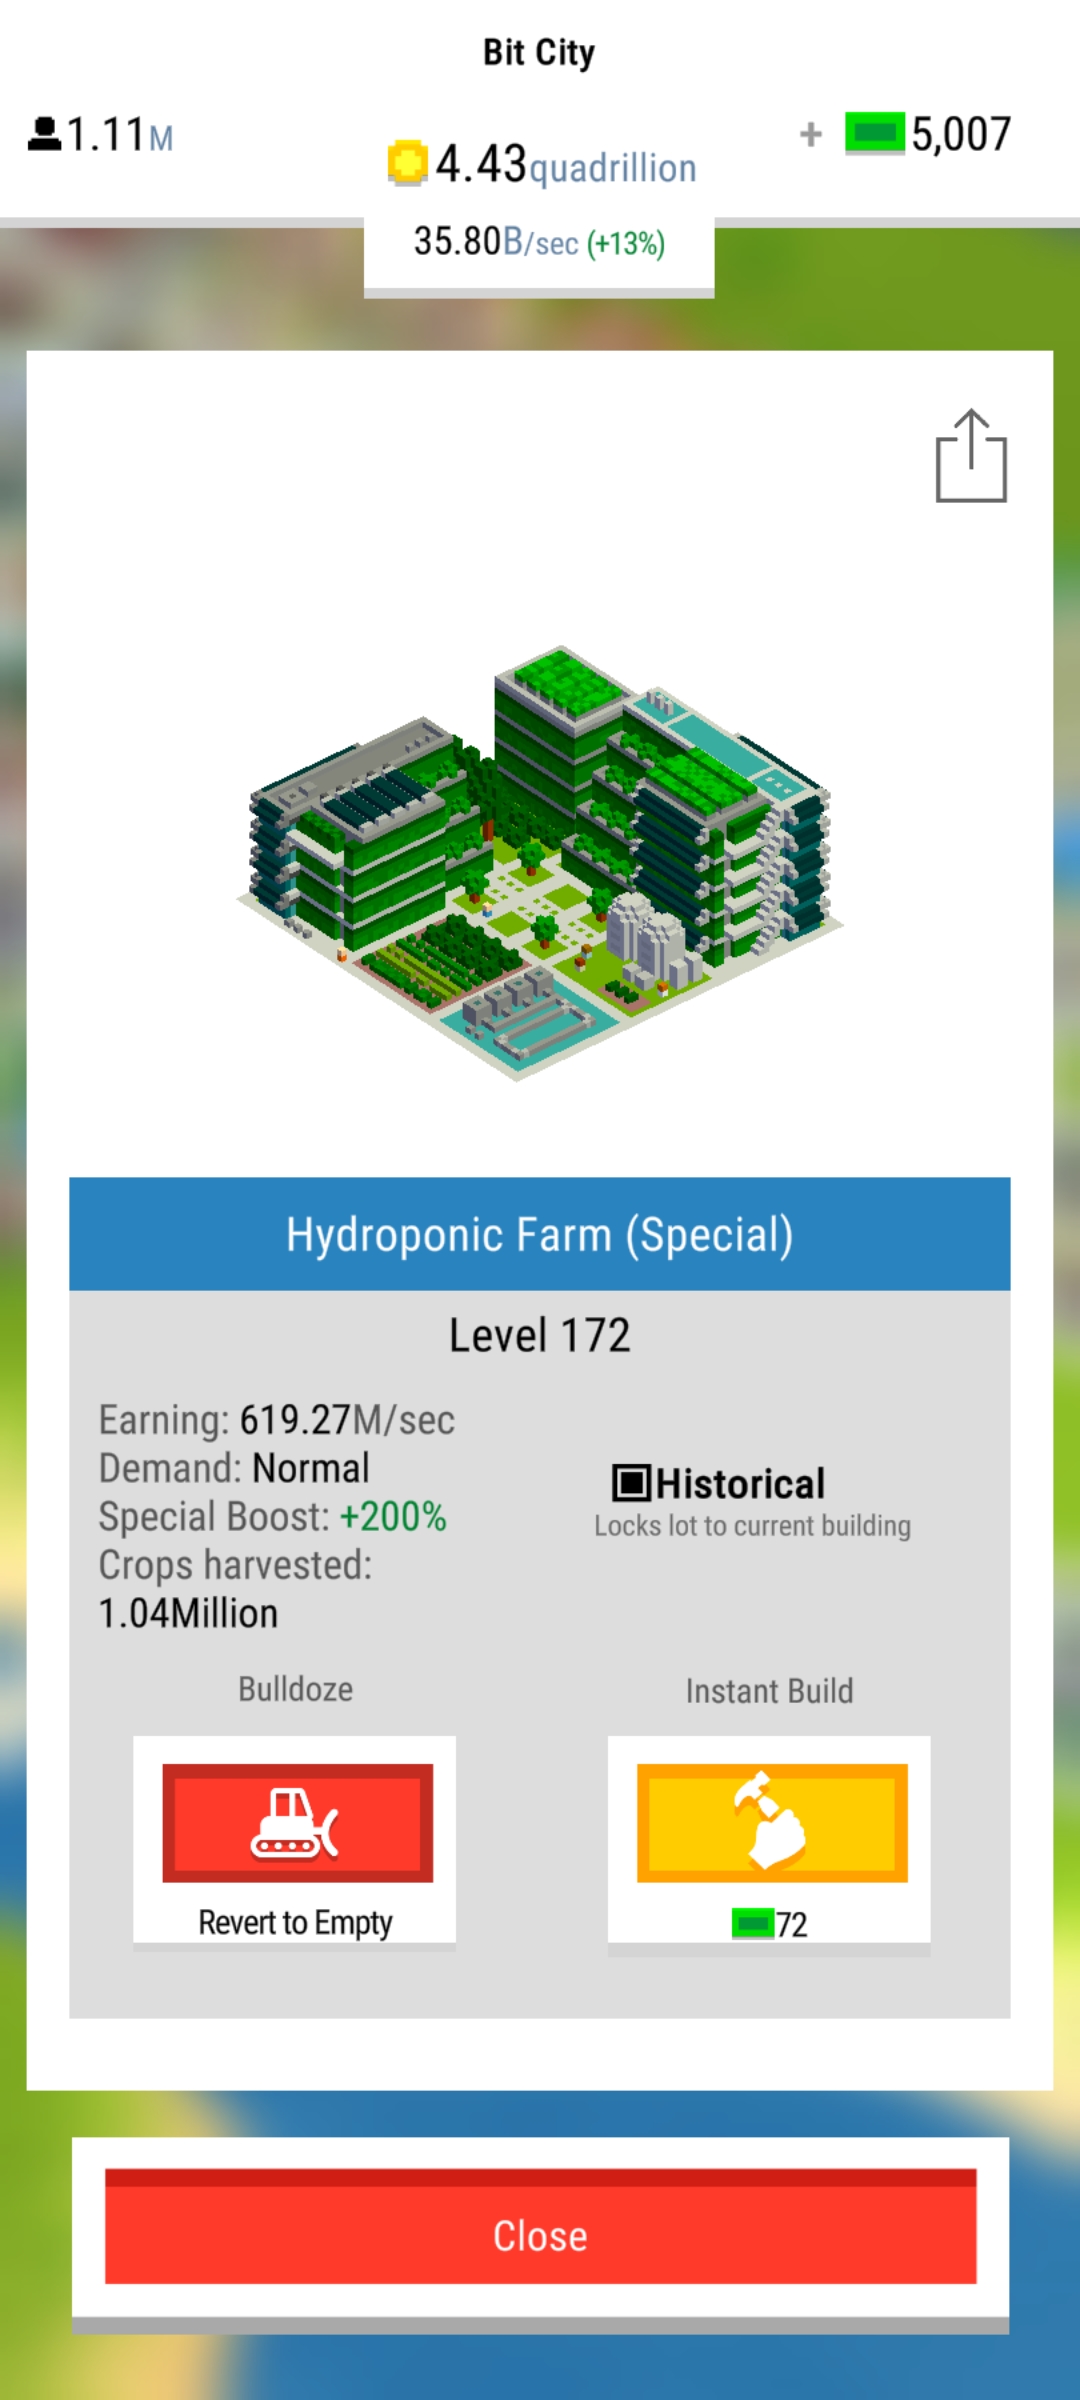 Bit City
1.11M
4.43quadrillion
+ 5,007
35.80B/sec (+13%)
Hydroponic Farm (Special)
Level 172
Earning: 619.27M/sec
Demand: Normal
Special Boost: +200%
Crops harvested:
1.04Million
Historical
Locks lot to current building
Bulldoze
Revert to Empty
Instant Build
72
Close